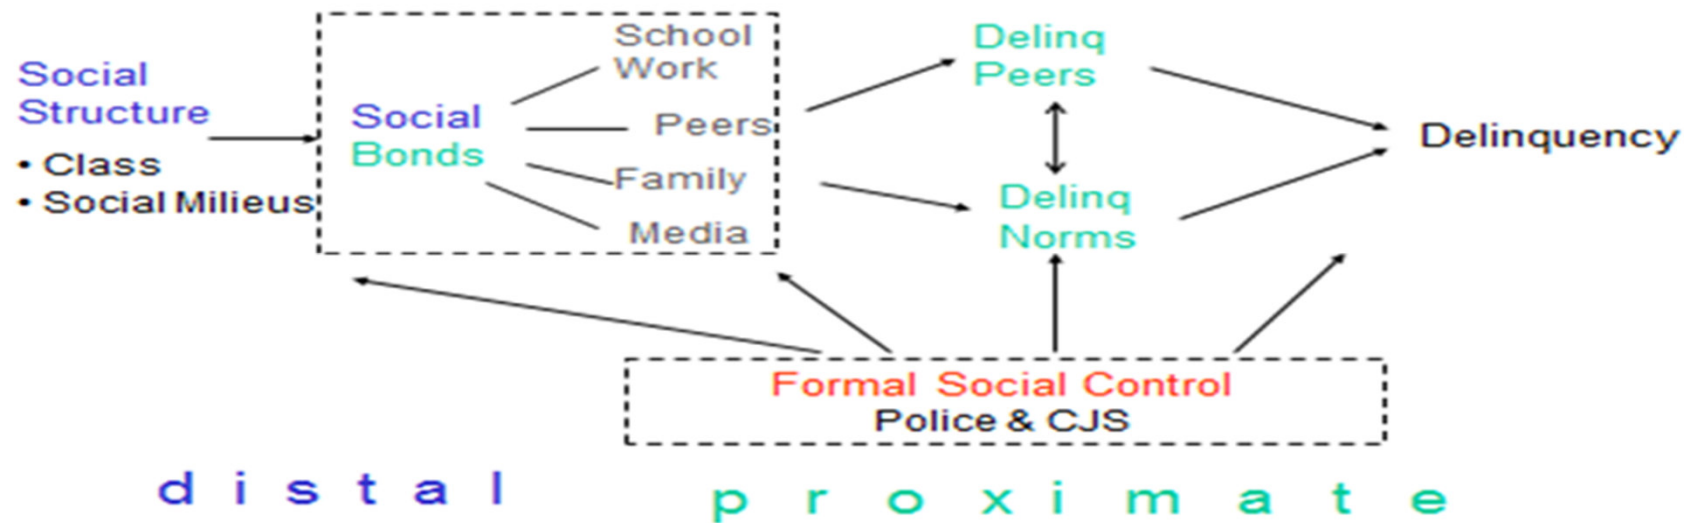 Social
Structure
• Class
• Social Milieus
Social
Bonds
School
Work
Peers
Family
Media
Delinq
Peers
Delinq
Norms
Delinquency
Formal Social Control
Police & CJS
d i s t a l
p r o x i m a t e